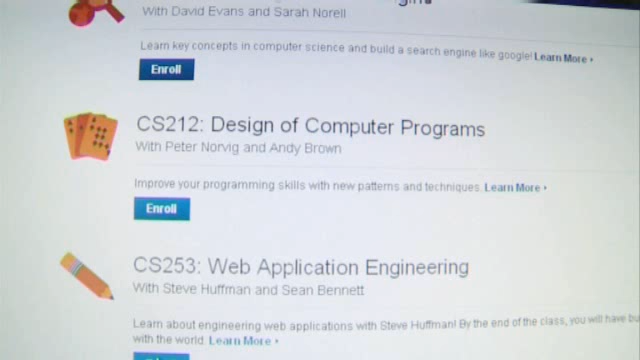 With David Evans and Sarah Norell
Learn key concepts in computer science and build a search engine like google! Learn More ›
Enroll
CS212: Design of Computer Programs
With Peter Norvig and Andy Brown
Improve your programming skills with new patterns and techniques. Learn More ›
Enroll
CS253: Web Application Engineering
With Steve Huffman and Sean Bennett
Learn about engineering web applications with Steve Huffman! By the end of the class, you will have bu
with the world. Learn More ›